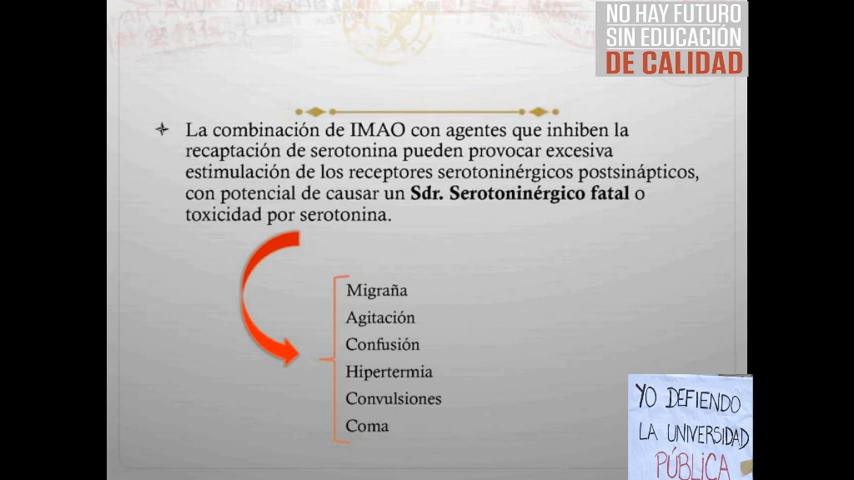 NO HAY FUTURO
SIN EDUCACIÓN
DE CALIDAD
La combinación de IMAO con agentes que inhiben la
recaptación de serotonina pueden provocar excesiva
estimulación de los receptores serotoninérgicos postsinápticos,
con potencial de causar un Sdr. Serotoninérgico fatal o
toxicidad por serotonina.
Migraña
Agitación
Confusión
Hipertermia
Convulsiones
Coma
YO DEFIENDO
LA UNIVERSIDAD
PÚBLICA